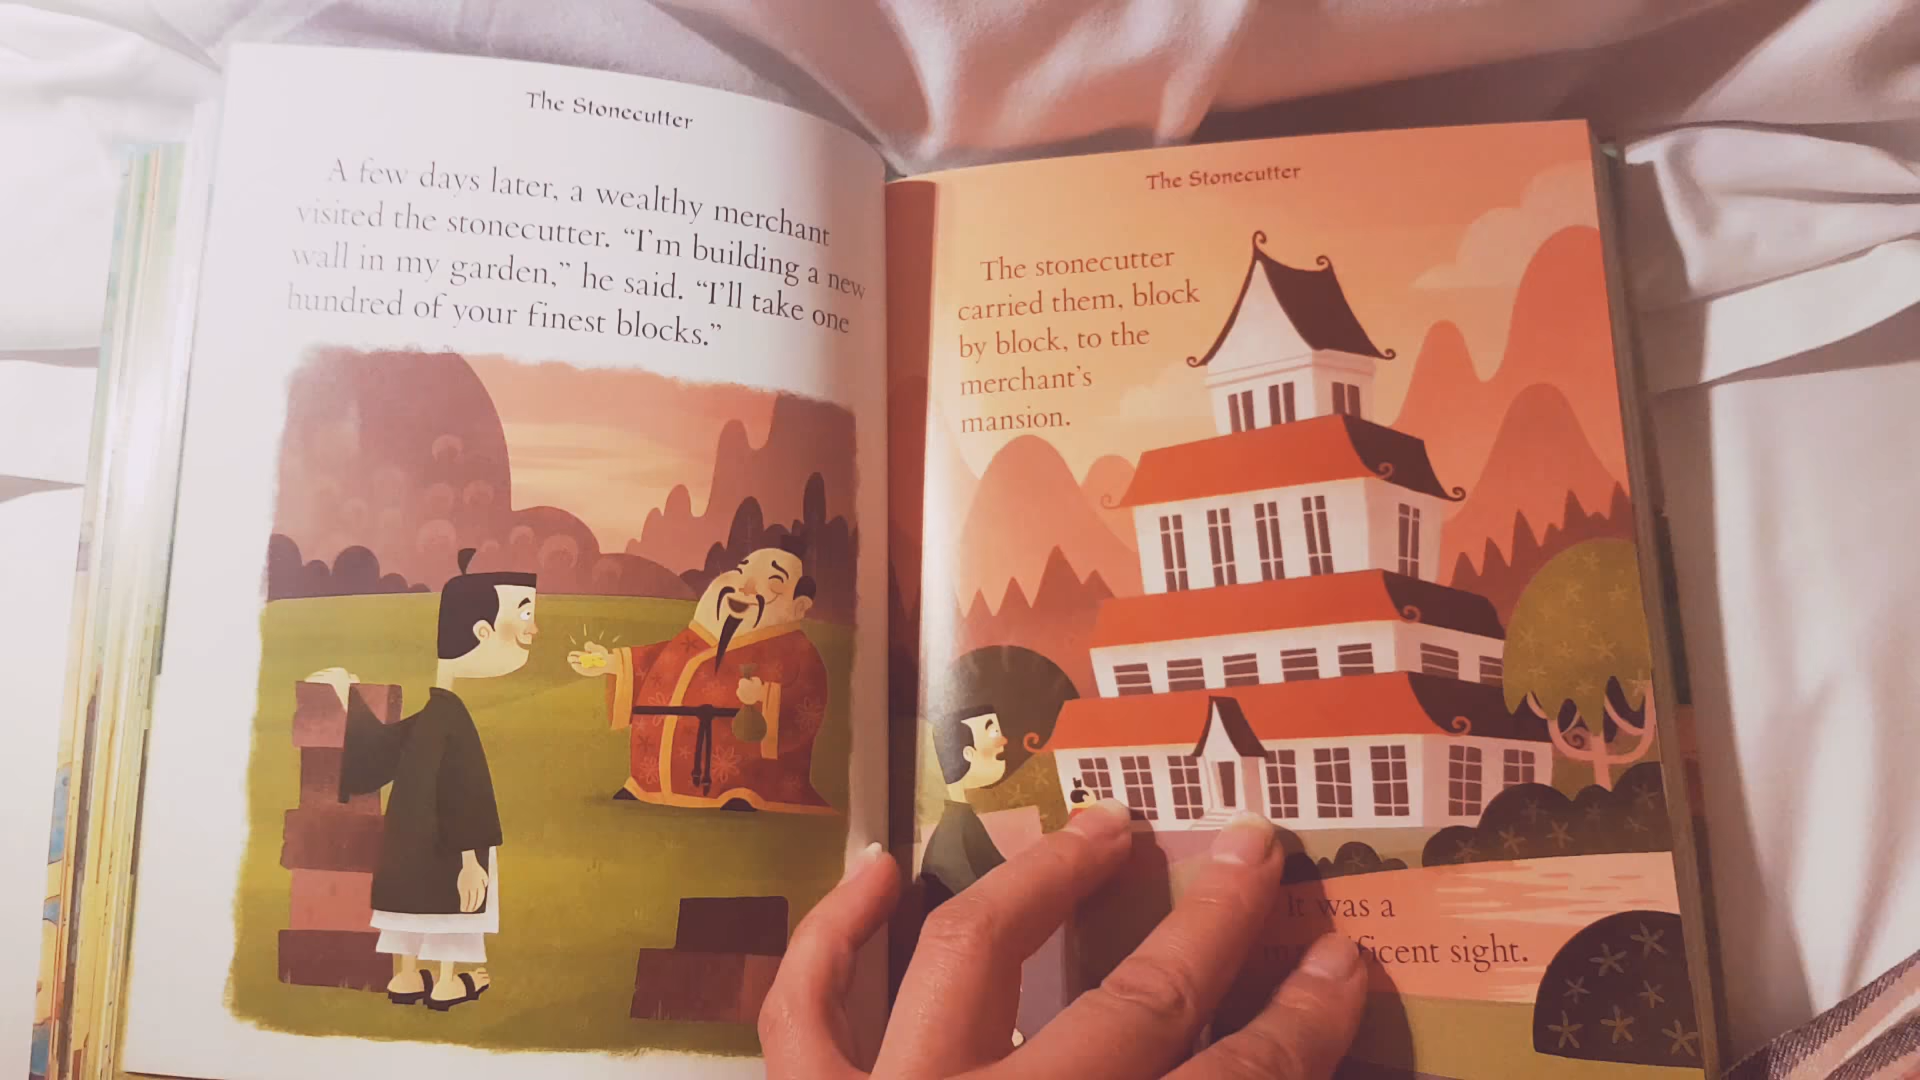 The Stonecutter
A few days later, a wealthy merchant
visited the stonecutter. “I’m building a new
wall in my garden,” he said. “I’ll take one
hundred of your finest blocks.”
The Stonecutter
The stonecutter
carried them, block
by block, to the
merchant’s
mansion.
It was a
sight.